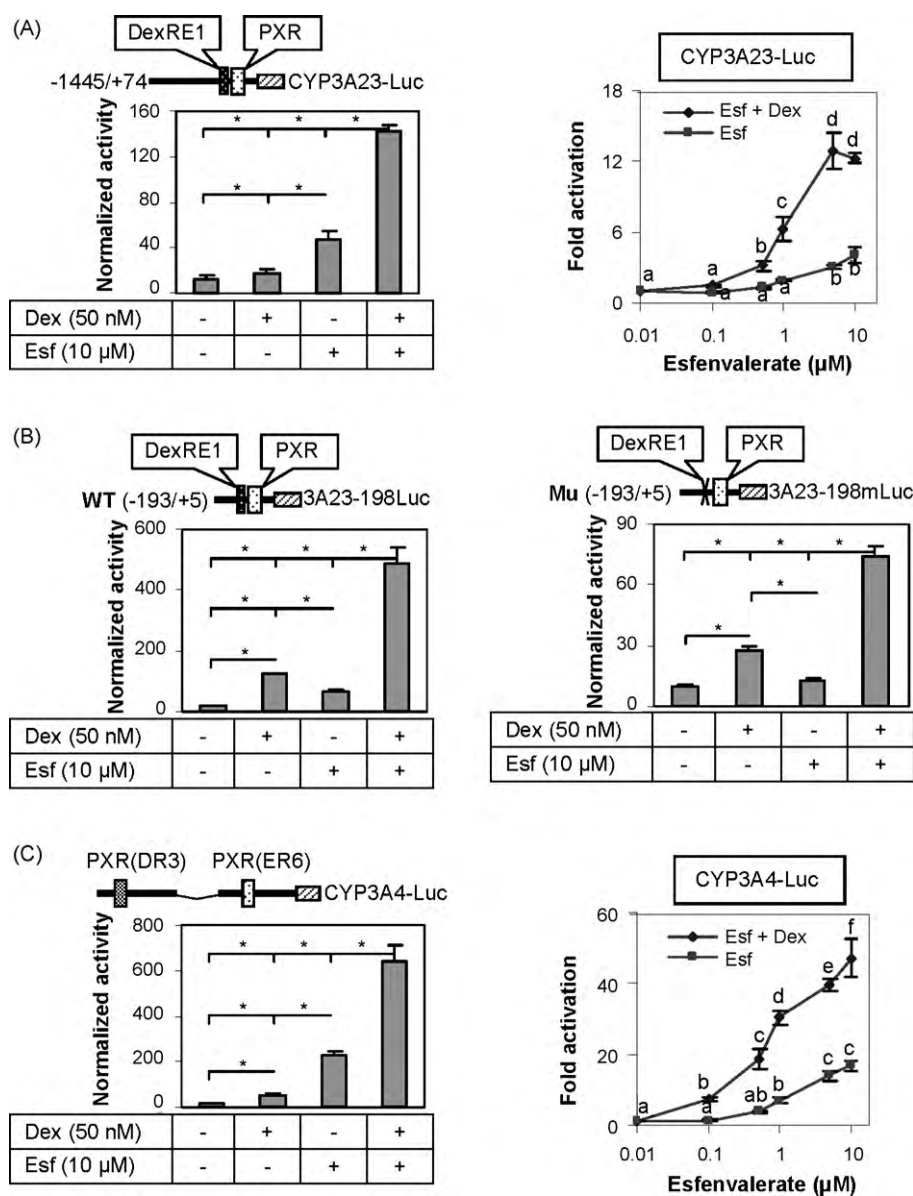 (A)
DexRE1 PXR
-1445/+74 CYP3A23-Luc
160
120
80
40
0
Normalized activity
* * *
* *
Dex (50 nM) - + - +
Esf (10 µM) - - + +
CYP3A23-Luc
Esf + Dex
Esf
18
12
6
0
Fold activation
d
d
c
b
a a
a a a b b
0.01 0.1 1 10
Esfenvalerate (µM)
(B)
DexRE1 PXR
WT (-193/+5) 3A23-198Luc
600
400
200
0
Normalized activity
* * *
* *
*
Dex (50 nM) - + - +
Esf (10 µM) - - + +
DexRE1 PXR
Mu (-193/+5) 3A23-198mLuc
90
60
30
0
Normalized activity
* * *
*
*
Dex (50 nM) - + - +
Esf (10 µM) - - + +
(C)
PXR(DR3) PXR(ER6)
CYP3A4-Luc
800
600
400
200
0
Normalized activity
* * *
* *
*
Dex (50 nM) - + - +
Esf (10 µM) - - + +
CYP3A4-Luc
Esf + Dex
Esf
60
40
20
0
Fold activation
f
e
d
c
b
a a ab b c c
0.01 0.1 1 10
Esfenvalerate (µM)